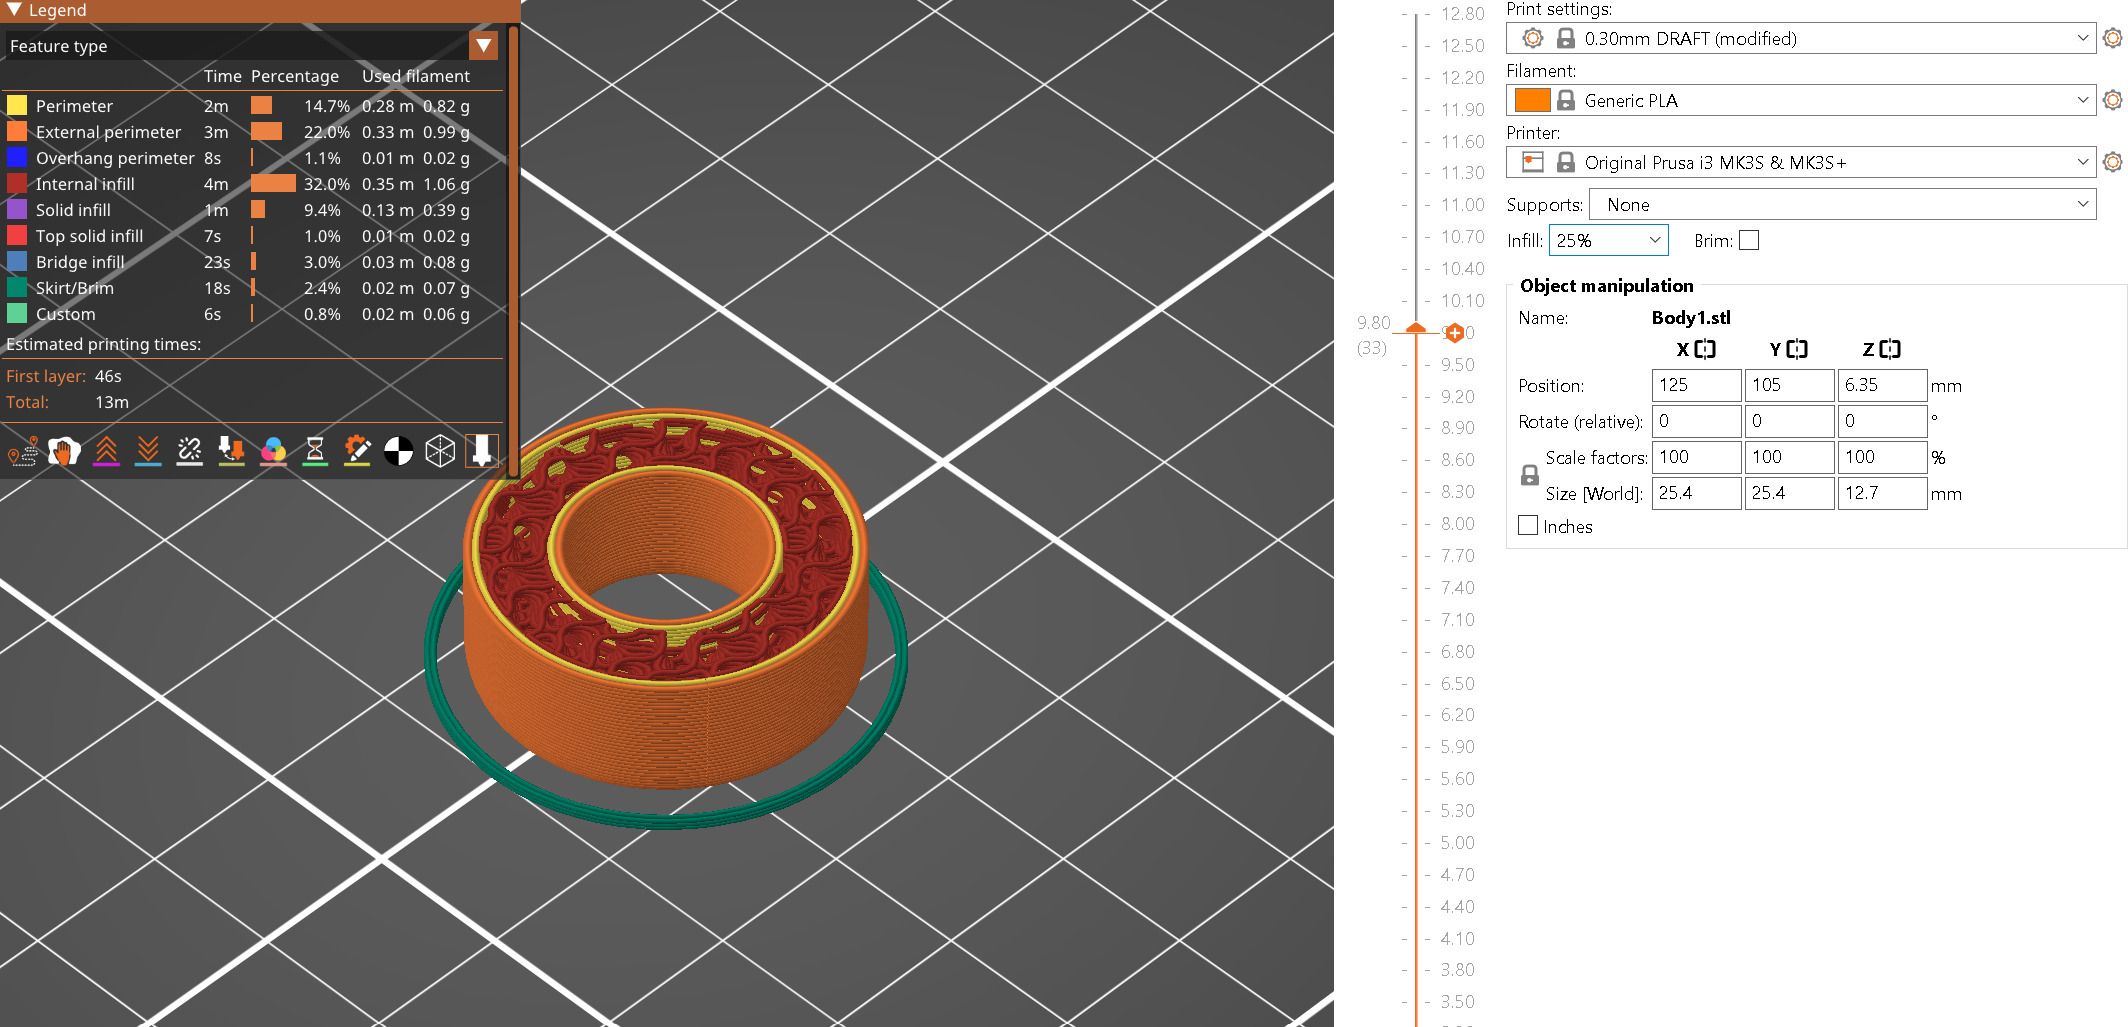 Legend
Feature type
Time Percentage Used filament
Perimeter 2m 14.7% 0.28 m 0.82 g
External perimeter 3m 22.0% 0.33 m 0.99 g
Overhang perimeter 8s 1.1% 0.01 m 0.02 g
Internal infill 4m 32.0% 0.35 m 1.06 g
Solid infill 1m 9.4% 0.13 m 0.39 g
Top solid infill 7s 1.0% 0.01 m 0.02 g
Bridge infill 23s 3.0% 0.03 m 0.08 g
Skirt/Brim 18s 2.4% 0.02 m 0.07 g
Custom 6s 0.8% 0.02 m 0.06 g
Estimated printing times:
First layer: 46s
Total: 13m
12.80
12.50
12.20
11.90
11.60
11.30
11.00
10.70
10.40
10.10
9.80
(33)
9.50
9.20
8.90
8.60
8.30
8.00
7.70
7.40
7.10
6.80
6.50
6.20
5.90
5.60
5.30
5.00
4.70
4.40
4.10
3.80
3.50
Print settings:
0.30mm DRAFT (modified)
Filament:
Generic PLA
Printer:
Original Prusa i3 MK3S & MK3S+
Supports: None
Infill: 25% Brim:
Object manipulation
Name: Body1.stl
X Y Z
Position: 125 105 6.35 mm
Rotate (relative): 0 0 0 °
Scale factors: 100 100 100 %
Size [World]: 25.4 25.4 12.7 mm
Inches